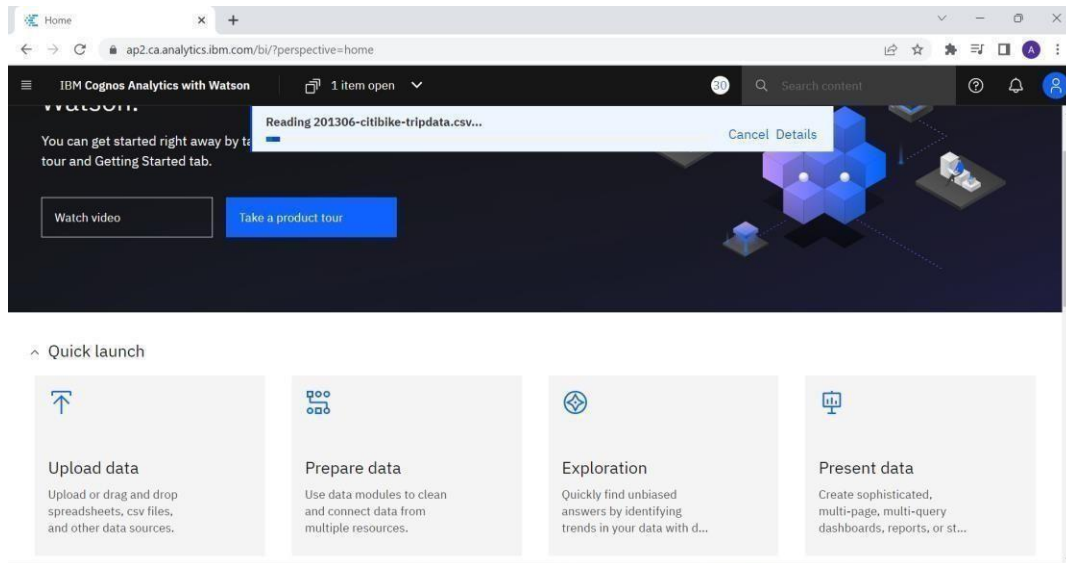 Home
ap2.ca.analytics.ibm.com/bi/?perspective=home
A
IBM Cognos Analytics with Watson
1 item open
30
Search content
Watson.
Reading 201306-citibike-tripdata.csv...
Cancel Details
You can get started right away by ta
tour and Getting Started tab.
Watch video
Take a product tour
Quick launch
Upload data
Upload or drag and drop
spreadsheets, csv files,
and other data sources.
Prepare data
Use data modules to clean
and connect data from
multiple resources.
Exploration
Quickly find unbiased
answers by identifying
trends in your data with d...
Present data
Create sophisticated,
multi-page, multi-query
dashboards, reports, or st...